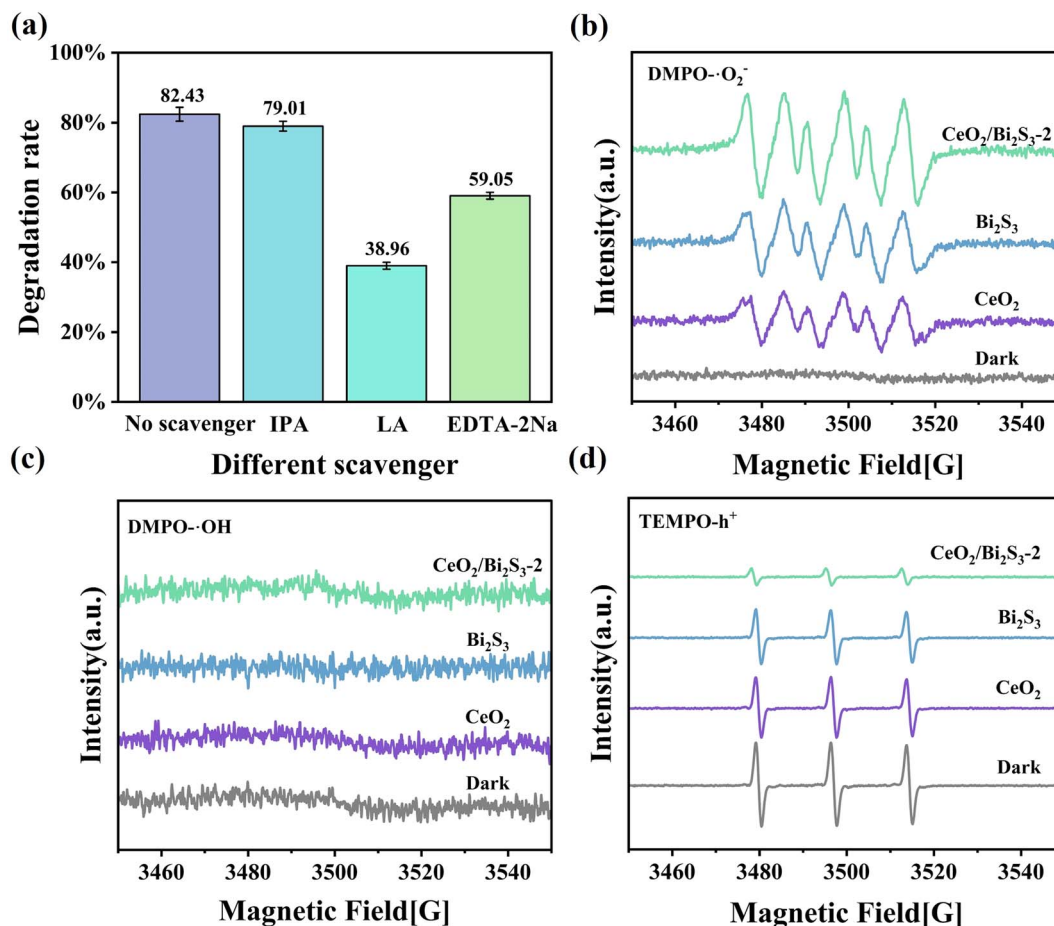 (a)
100%
80%
60%
40%
20%
0%
Degradation rate
82.43
79.01
38.96
59.05
No scavenger IPA LA EDTA-2Na
Different scavenger
(b)
DMPO-·O₂⁻
CeO₂/Bi₂S₃-2
Bi₂S₃
CeO₂
Dark
Intensity(a.u.)
3460 3480 3500 3520 3540
Magnetic Field[G]
(c)
DMPO-·OH
CeO₂/Bi₂S₃-2
Bi₂S₃
CeO₂
Dark
Intensity(a.u.)
3460 3480 3500 3520 3540
Magnetic Field[G]
(d)
TEMPO-h⁺
CeO₂/Bi₂S₃-2
Bi₂S₃
CeO₂
Dark
Intensity(a.u.)
3460 3480 3500 3520 3540
Magnetic Field[G]